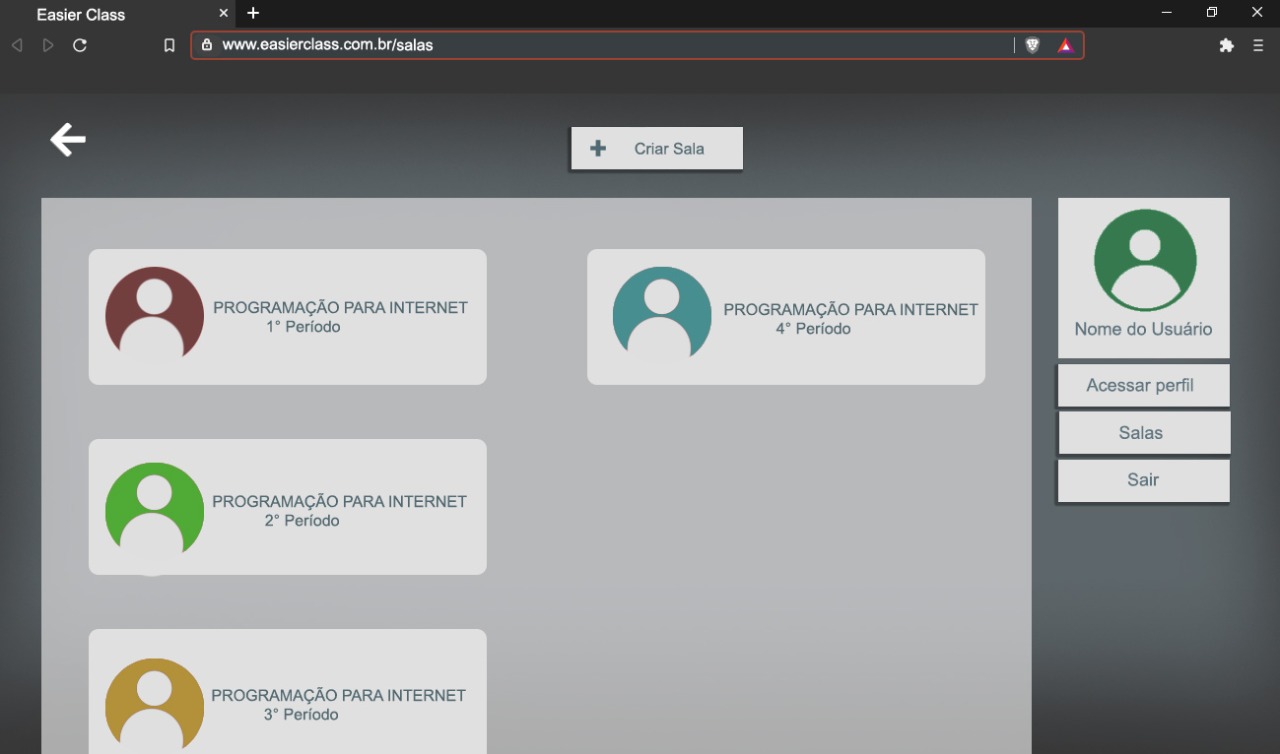 Easier Class
www.easierclass.com.br/salas
Criar Sala
PROGRAMAÇÃO PARA INTERNET
1° Período
PROGRAMAÇÃO PARA INTERNET
4° Período
PROGRAMAÇÃO PARA INTERNET
2° Período
PROGRAMAÇÃO PARA INTERNET
3° Período
Nome do Usuário
Acessar perfil
Salas
Sair